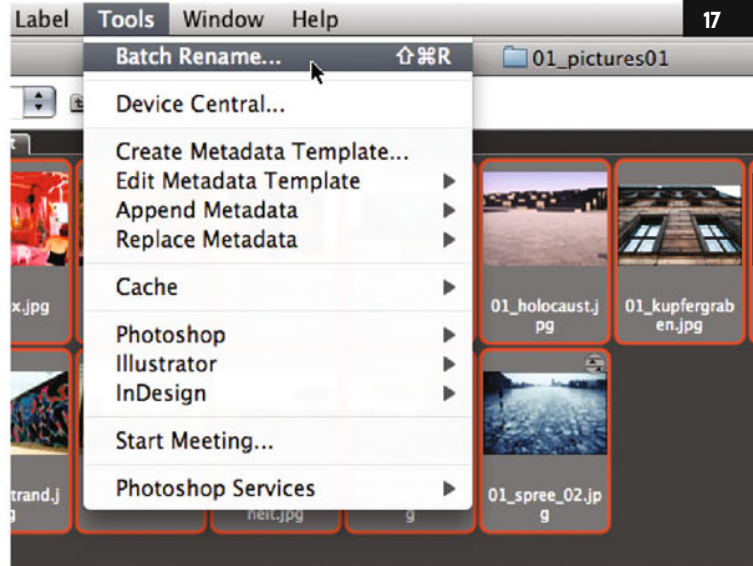 Label Tools Window Help
17
Batch Rename... ⇧⌘R
01_pictures01
Device Central...
Create Metadata Template...
Edit Metadata Template
Append Metadata
Replace Metadata
Cache
Photoshop
Illustrator
InDesign
Start Meeting...
Photoshop Services
x.jpg
01_holocaust.j
pg
01_kupfergrab
en.jpg
trand.j
g
heit.jpg
g
01_spree_02.jp
g